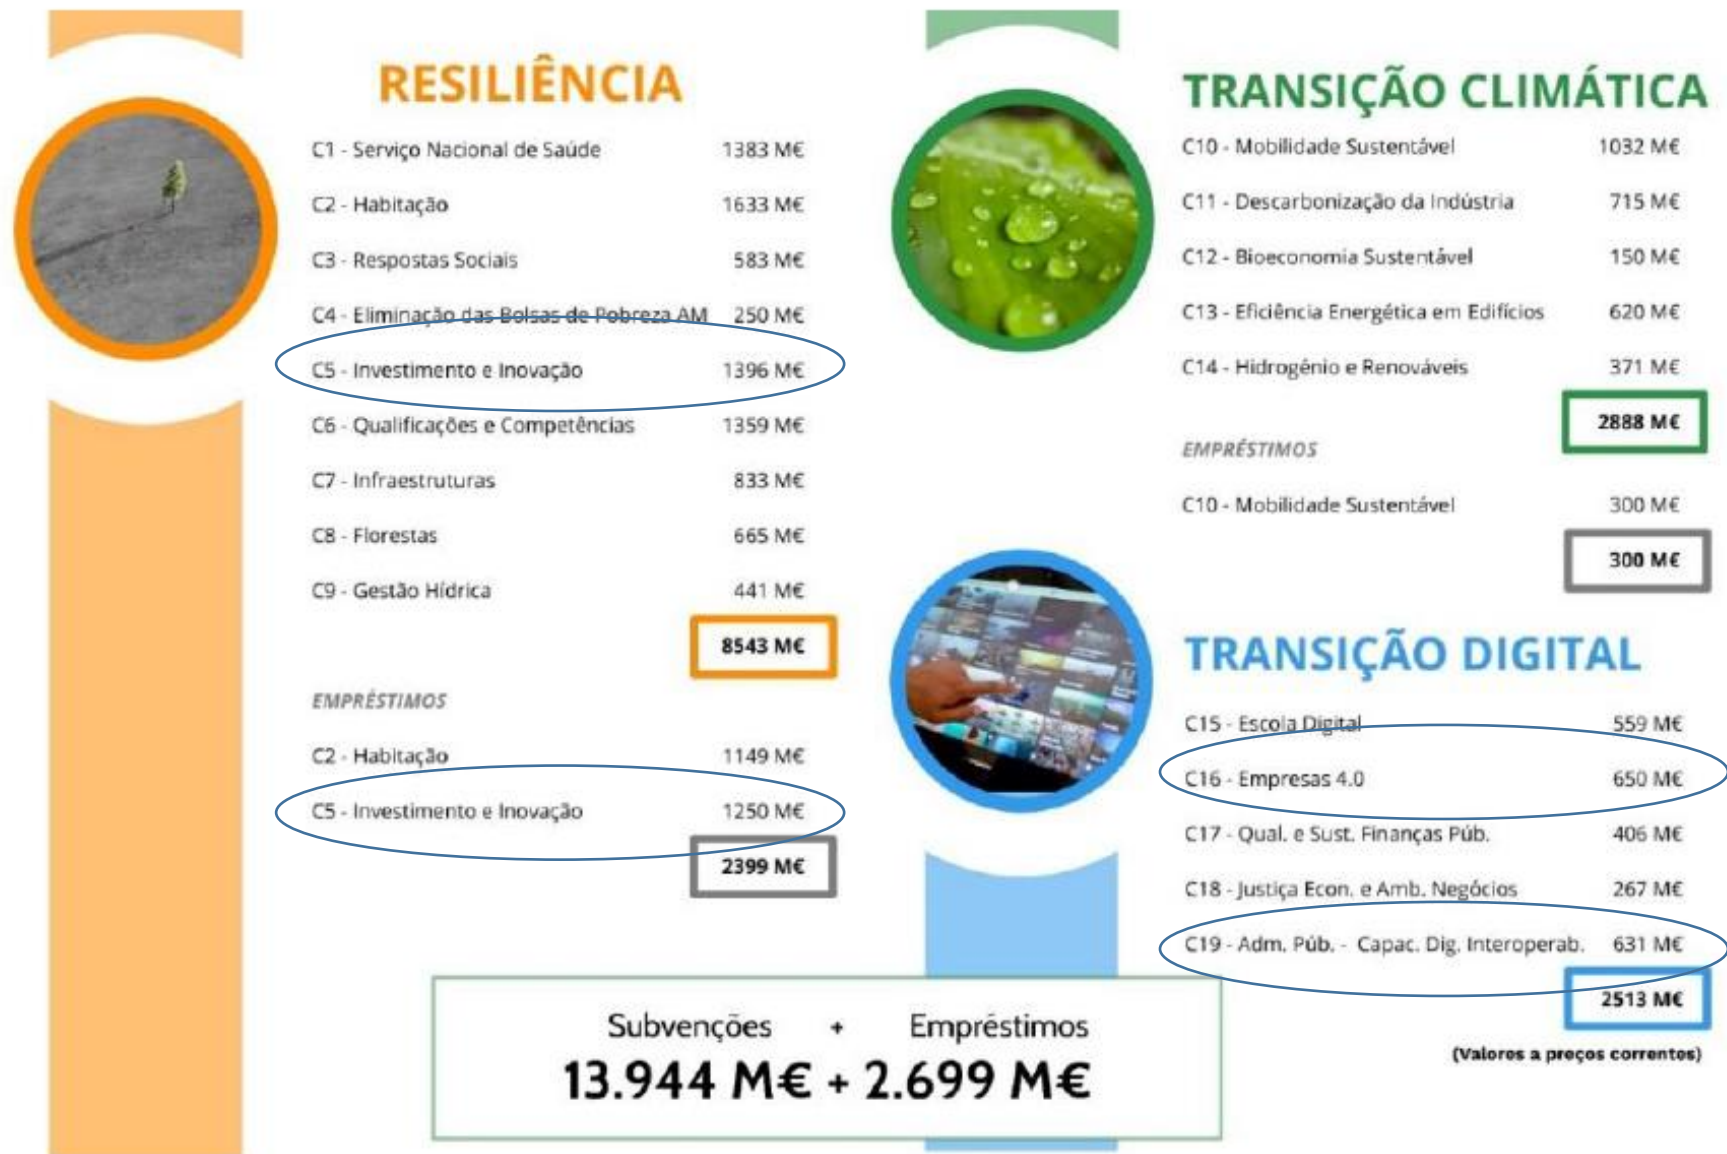 RESILIÊNCIA
C1 - Serviço Nacional de Saúde 1383 M€
C2 - Habitação 1633 M€
C3 - Respostas Sociais 583 M€
C4 - Eliminação das Bolsas de Pobreza AM 250 M€
C5 - Investimento e Inovação 1396 M€
C6 - Qualificações e Competências 1359 M€
C7 - Infraestruturas 833 M€
C8 - Florestas 665 M€
C9 - Gestão Hídrica 441 M€
8543 M€
EMPRÉSTIMOS
C2 - Habitação 1149 M€
C5 - Investimento e Inovação 1250 M€
2399 M€
TRANSIÇÃO CLIMÁTICA
C10 - Mobilidade Sustentável 1032 M€
C11 - Descarbonização da Indústria 715 M€
C12 - Bioeconomia Sustentável 150 M€
C13 - Eficiência Energética em Edifícios 620 M€
C14 - Hidrogénio e Renováveis 371 M€
2888 M€
EMPRÉSTIMOS
C10 - Mobilidade Sustentável 300 M€
300 M€
TRANSIÇÃO DIGITAL
C15 - Escola Digital 559 M€
C16 - Empresas 4.0 650 M€
C17 - Qual. e Sust. Finanças Púb. 406 M€
C18 - Justiça Econ. e Amb. Negócios 267 M€
C19 - Adm. Púb. - Capac. Dig. Interoperab. 631 M€
2513 M€
(Valores a preços correntes)
Subvenções + Empréstimos
13.944 M€ + 2.699 M€